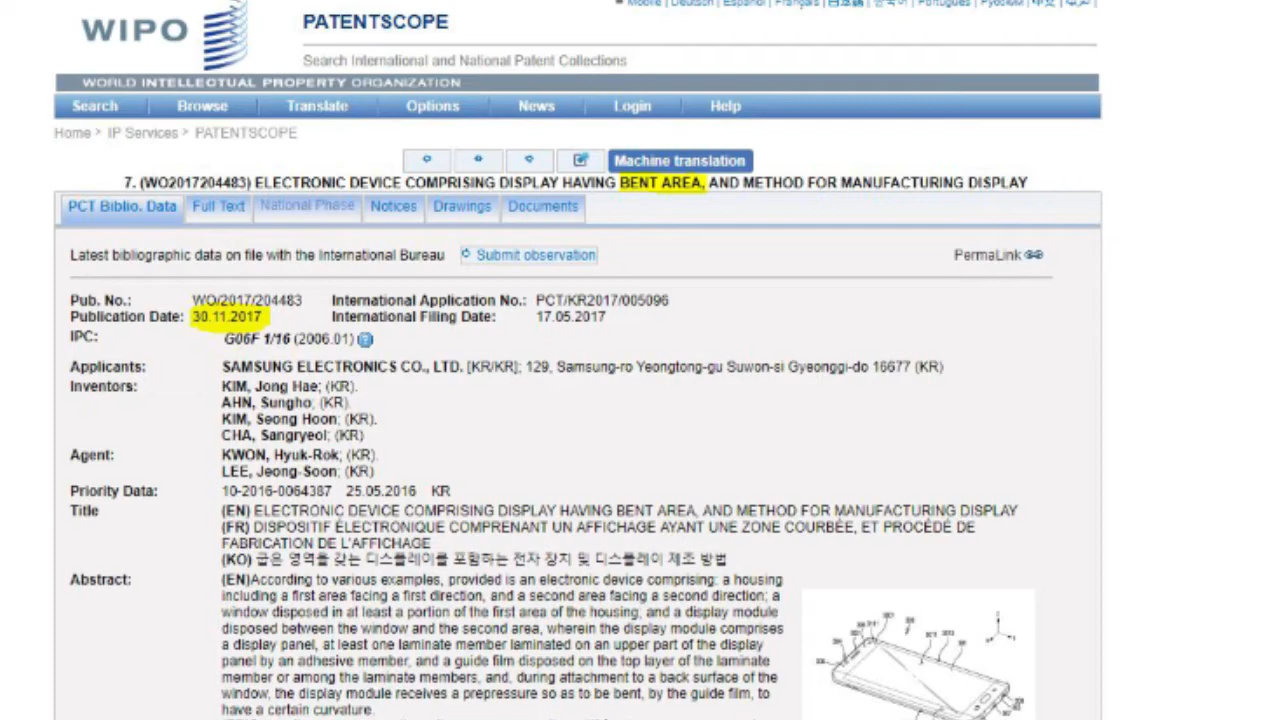 Mobile | Deutsch | Español | Français | 日本語 | 한국어 | Português | Русский | 中文 |
WIPO
PATENTSCOPE
Search International and National Patent Collections
WORLD INTELLECTUAL PROPERTY ORGANIZATION
Search Browse Translate Options News Login Help
Home > IP Services > PATENTSCOPE
Machine translation
7. (WO2017204483) ELECTRONIC DEVICE COMPRISING DISPLAY HAVING BENT AREA, AND METHOD FOR MANUFACTURING DISPLAY
PCT Biblio. Data Full Text National Phase Notices Drawings Documents
Latest bibliographic data on file with the International Bureau Submit observation PermaLink
Pub. No.: WO/2017/204483 International Application No.: PCT/KR2017/005096
Publication Date: 30.11.2017 International Filing Date: 17.05.2017
IPC: G06F 1/16 (2006.01) ?
Applicants: SAMSUNG ELECTRONICS CO., LTD. [KR/KR]; 129, Samsung-ro Yeongtong-gu Suwon-si Gyeonggi-do 16677 (KR)
Inventors: KIM, Jong Hae; (KR).
AHN, Sungho; (KR).
KIM, Seong Hoon; (KR).
CHA, Sangryeol; (KR)
Agent: KWON, Hyuk-Rok; (KR).
LEE, Jeong-Soon; (KR)
Priority Data: 10-2016-0064387 25.05.2016 KR
Title (EN) ELECTRONIC DEVICE COMPRISING DISPLAY HAVING BENT AREA, AND METHOD FOR MANUFACTURING DISPLAY
(FR) DISPOSITIF ÉLECTRONIQUE COMPRENANT UN AFFICHAGE AYANT UNE ZONE COURBÉE, ET PROCÉDÉ DE
FABRICATION DE L'AFFICHAGE
(KO) 굽은 영역을 갖는 디스플레이를 포함하는 전자 장치 및 디스플레이 제조 방법
Abstract: (EN)According to various examples, provided is an electronic device comprising: a housing
including a first area facing a first direction, and a second area facing a second direction; a
window disposed in at least a portion of the first area of the housing; and a display module
disposed between the window and the second area, wherein the display module comprises
a display panel, at least one laminate member laminated on an upper part of the display
panel by an adhesive member, and a guide film disposed on the top layer of the laminate
member or among the laminate members, and, during attachment to a back surface of the
window, the display module receives a prepressure so as to be bent, by the guide film, to
have a certain curvature.